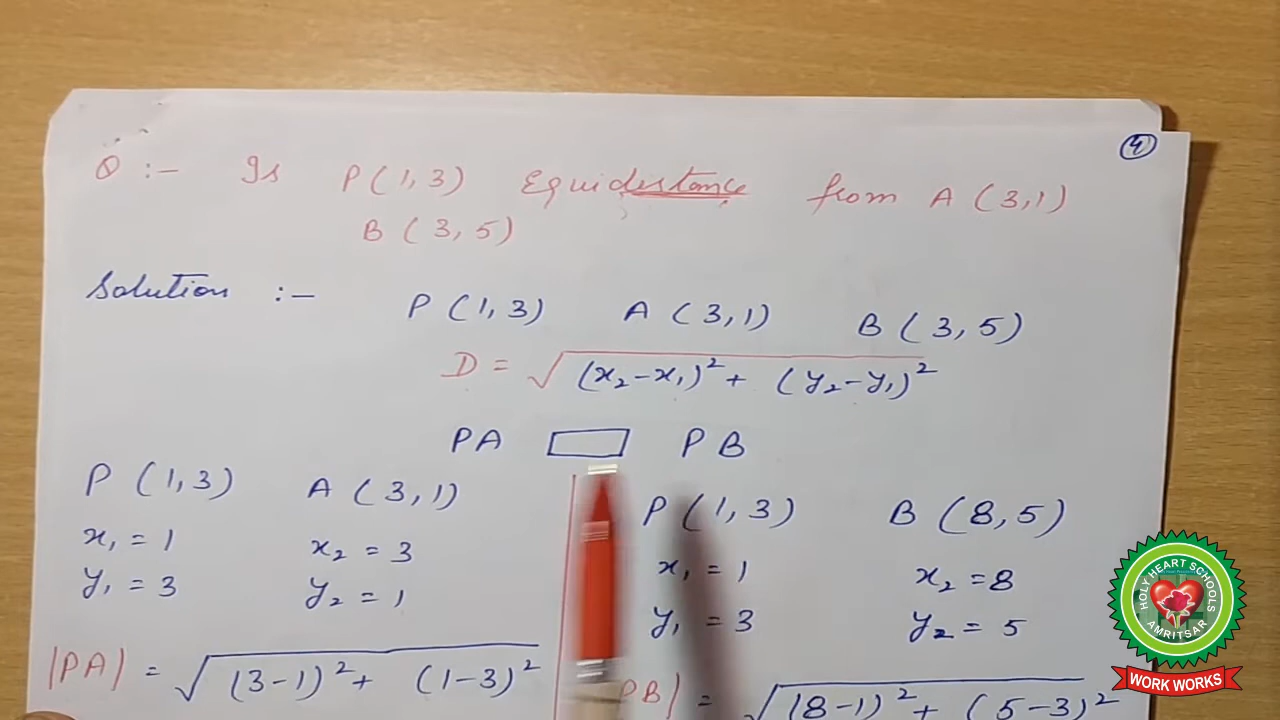 ④
Q :- Is P(1,3) Equidistance from A(3,1)
B(3,5)
Solution :- P(1,3) A(3,1) B(3,5)
D = √(x₂-x₁)² + (y₂-y₁)²
PA ▭ PB
P(1,3) A(3,1)
x₁ = 1 x₂ = 3
y₁ = 3 y₂ = 1
|PA| = √(3-1)² + (1-3)²
P(1,3) B(8,5)
x₁ = 1 x₂ = 8
y₁ = 3 y₂ = 5
PB| = √(8-1)² + (5-3)²
HOLY HEART SCHOOLS
AMRITSAR
WORK WORKS